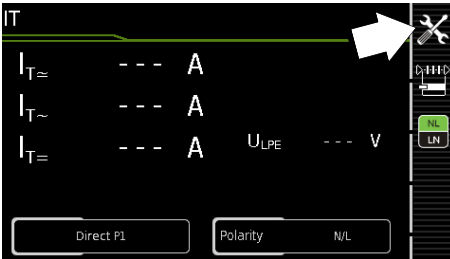 IT
IT≃ --- A
IT~ --- A
IT= --- A
ULPE --- V
Direct P1
Polarity N/L
NL
LN